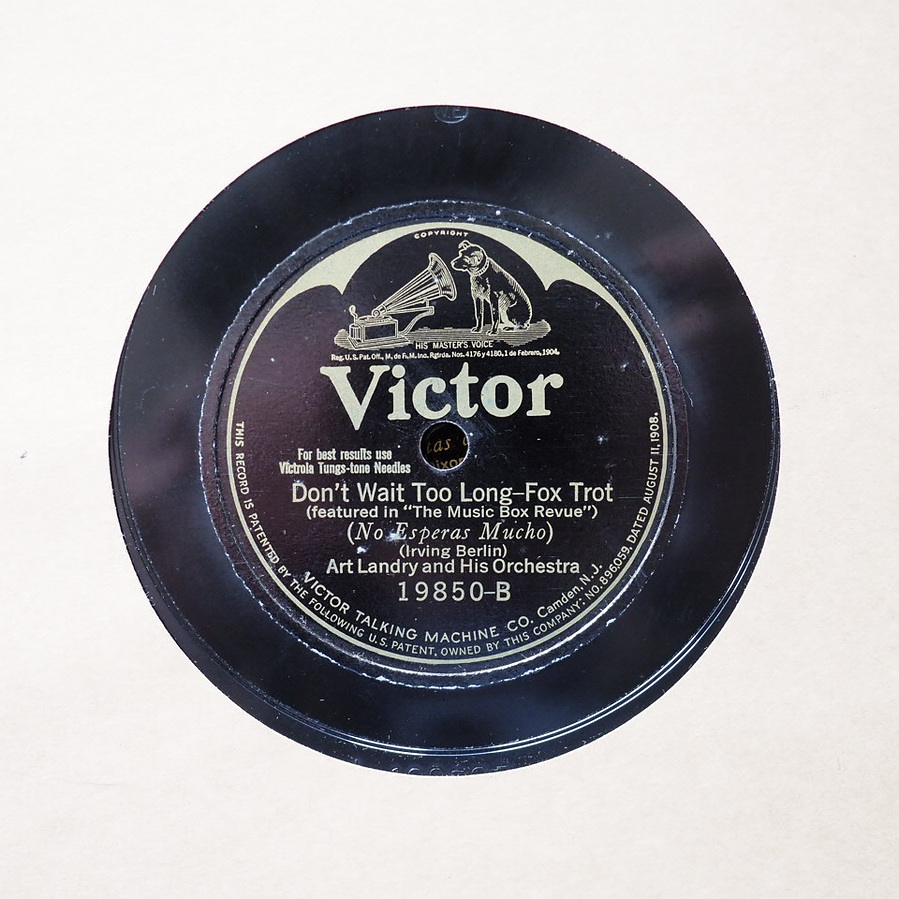 COPYRIGHT
HIS MASTER'S VOICE
Reg. U.S. Pat. Off., M. de F. M. Inc. Rgtrda. Nos. 4176 y 4180, 1 de Febrero, 1904.
Victor
For best results use
Victrola Tungs-tone Needles
Don't Wait Too Long–Fox Trot
(featured in "The Music Box Revue")
(No Esperas Mucho)
(Irving Berlin)
Art Landry and His Orchestra
19850-B
VICTOR TALKING MACHINE CO. Camden, N. J.
THIS RECORD IS PATENTED BY THE FOLLOWING U.S. PATENT, OWNED BY THIS COMPANY: NO. 896059, DATED AUGUST 11, 1908.